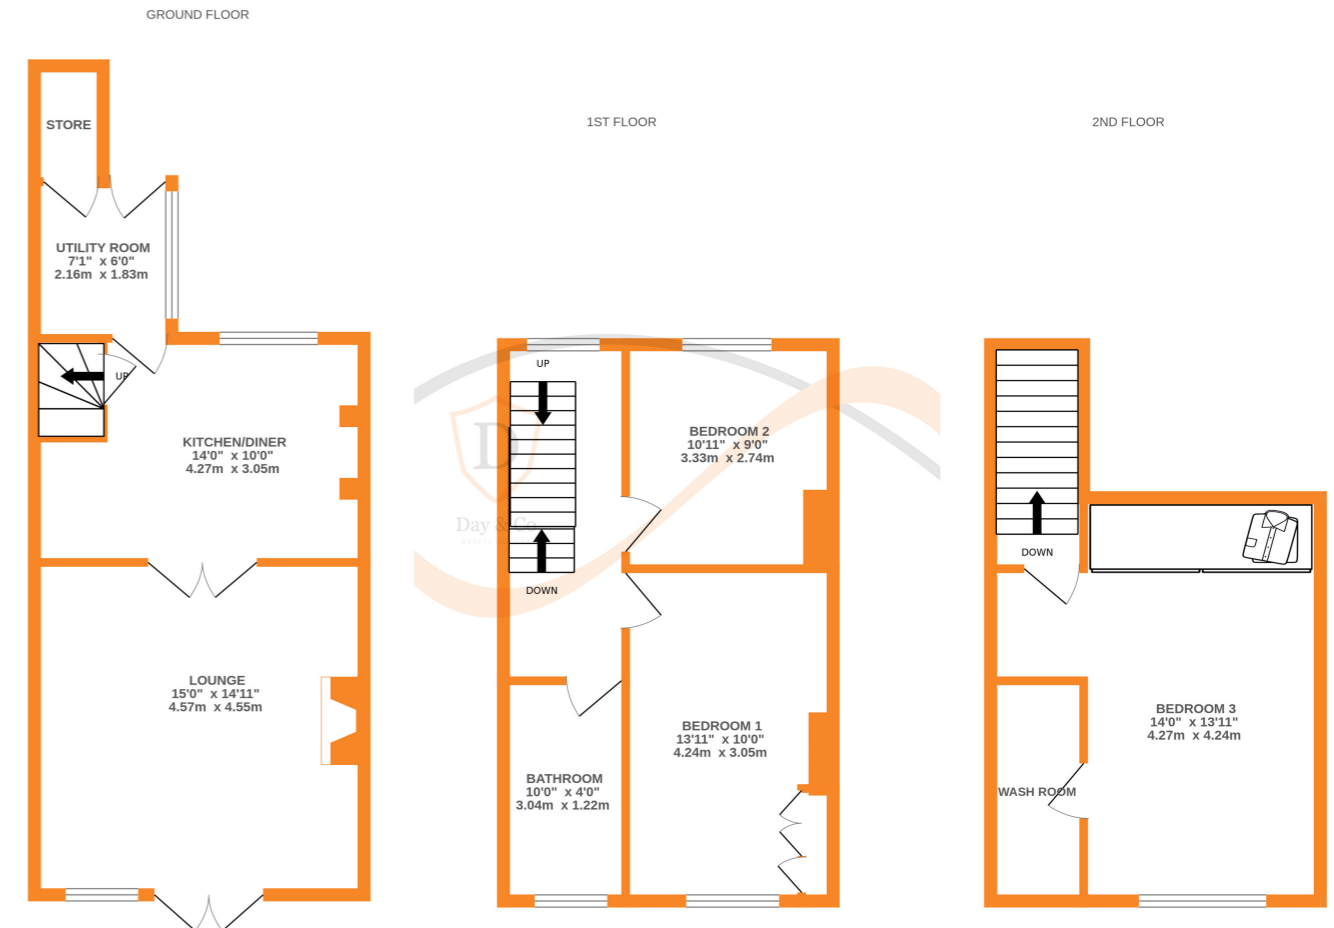 GROUND FLOOR
STORE
UTILITY ROOM
7'1" x 6'0"
2.16m x 1.83m
UP
KITCHEN/DINER
14'0" x 10'0"
4.27m x 3.05m
LOUNGE
15'0" x 14'11"
4.57m x 4.55m
1ST FLOOR
UP
D
Day & Co
BEDROOM 2
10'11" x 9'0"
3.33m x 2.74m
DOWN
BEDROOM 1
13'11" x 10'0"
4.24m x 3.05m
BATHROOM
10'0" x 4'0"
3.04m x 1.22m
2ND FLOOR
DOWN
BEDROOM 3
14'0" x 13'11"
4.27m x 4.24m
WASH ROOM